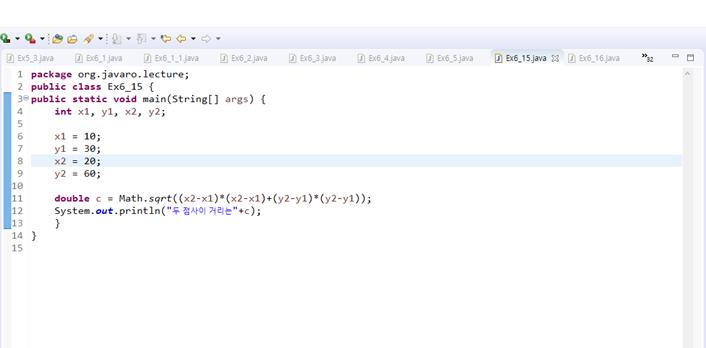 Ex5_3.java Ex6_1.java Ex6_1_1.java Ex6_2.java Ex6_3.java Ex6_4.java Ex6_5.java Ex6_15.java Ex6_16.java »32
1 package org.javaro.lecture;
2 public class Ex6_15 {
3 public static void main(String[] args) {
4 int x1, y1, x2, y2;
5
6 x1 = 10;
7 y1 = 30;
8 x2 = 20;
9 y2 = 60;
10
11 double c = Math.sqrt((x2-x1)*(x2-x1)+(y2-y1)*(y2-y1));
12 System.out.println("두 점사이 거리는"+c);
13 }
14 }
15